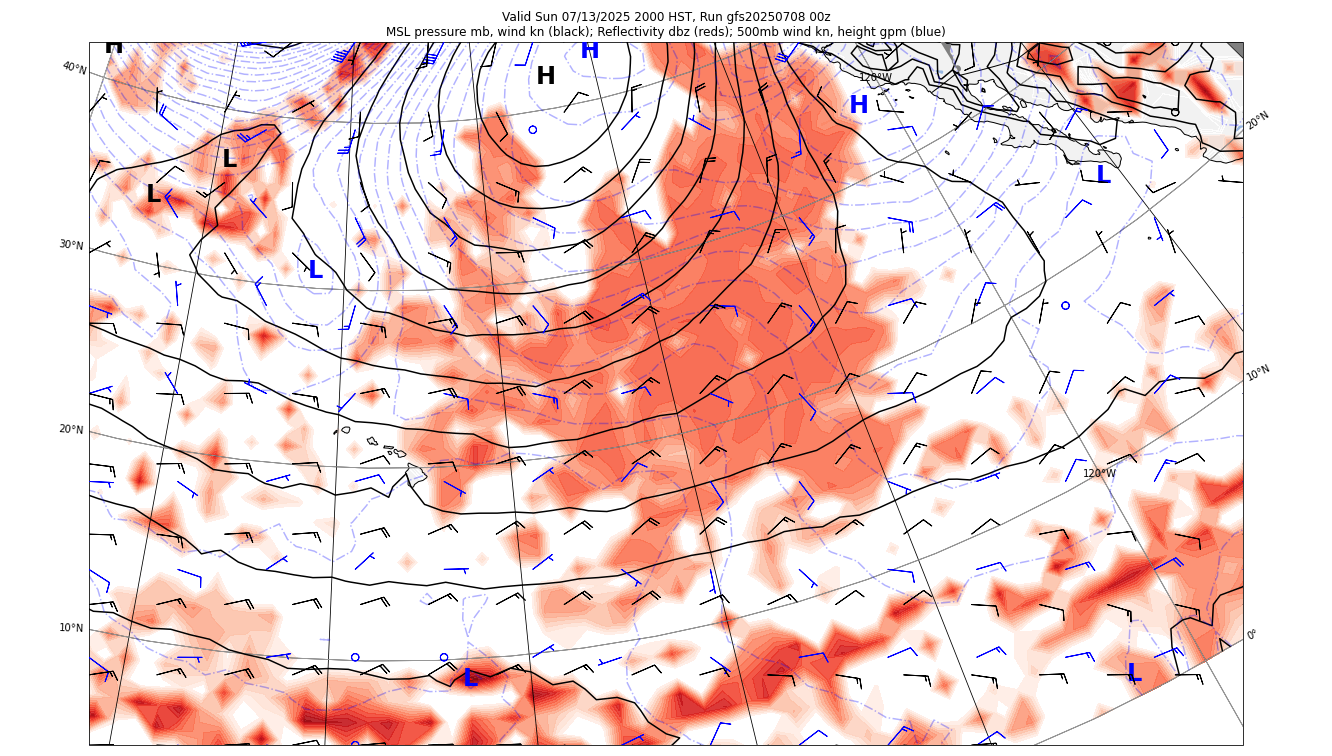 Valid Sun 07/13/2025 2000 HST, Run gfs20250708 00z
MSL pressure mb, wind kn (black); Reflectivity dbz (reds); 500mb wind kn, height gpm (blue)
H
H
H
40°N
120°W
H
20°N
L
L
L
30°N
L
10°N
20°N
120°W
10°N
0°
L
L